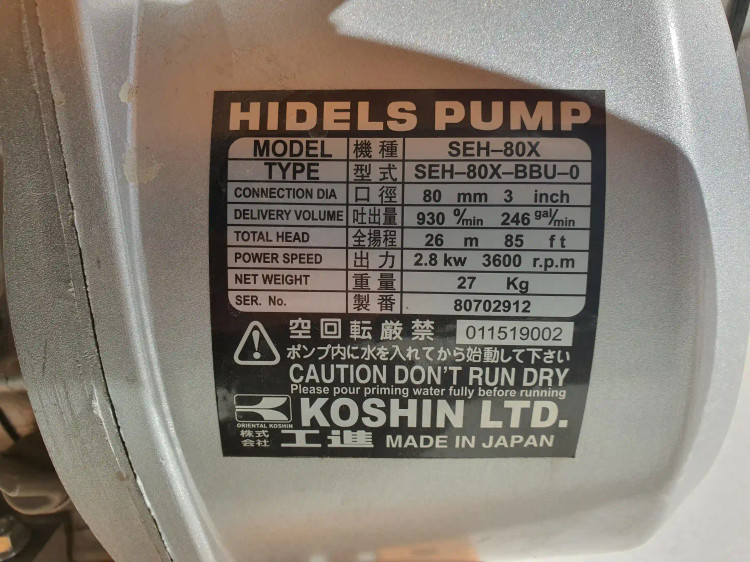 HIDELS PUMP
MODEL 機種 SEH-80X
TYPE 型式 SEH-80X-BBU-0
CONNECTION DIA 口徑 80 mm 3 inch
DELIVERY VOLUME 吐出量 930 ℓ/min 246 gal/min
TOTAL HEAD 全揚程 26 m 85 ft
POWER SPEED 出力 2.8 kw 3600 r.p.m
NET WEIGHT 重量 27 Kg
SER. No. 製番 80702912
空回転厳禁 011519002
ポンプ内に水を入れてから始動して下さい
CAUTION DON'T RUN DRY
Please pour priming water fully before running
ORIENTAL KOSHIN KOSHIN LTD.
株式会社 工進 MADE IN JAPAN